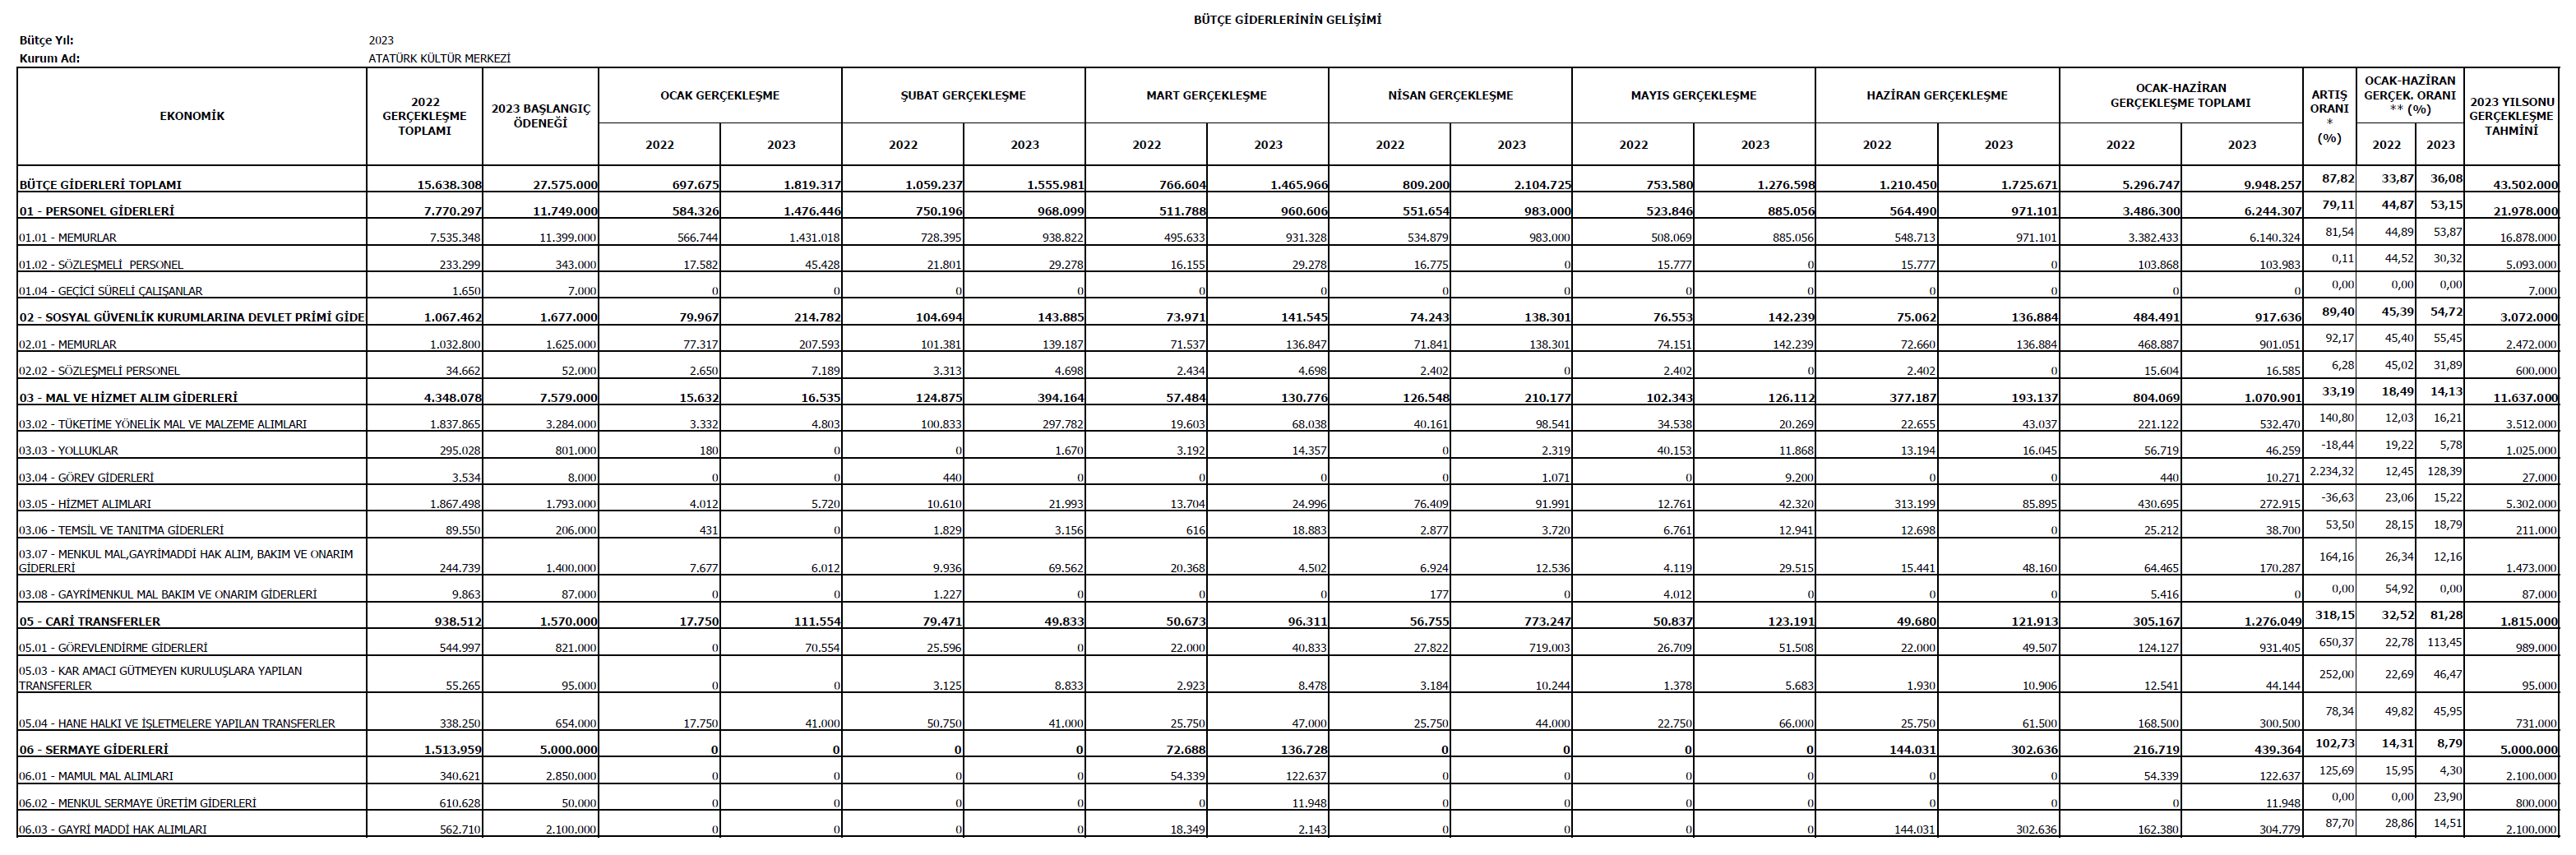 BÜTÇE GİDERLERİNİN GELİŞİMİ
Bütçe Yıl: 2023
Kurum Ad: ATATÜRK KÜLTÜR MERKEZİ
EKONOMİK 2022 GERÇEKLEŞME TOPLAMI 2023 BAŞLANGIÇ ÖDENEĞİ OCAK GERÇEKLEŞME ŞUBAT GERÇEKLEŞME MART GERÇEKLEŞME NİSAN GERÇEKLEŞME MAYIS GERÇEKLEŞME HAZİRAN GERÇEKLEŞME OCAK-HAZİRAN GERÇEKLEŞME TOPLAMI ARTIŞ ORANI * (%) OCAK-HAZİRAN GERÇEK. ORANI ** (%) 2023 YILSONU GERÇEKLEŞME TAHMİNİ
2022 2023 2022 2023 2022 2023 2022 2023 2022 2023 2022 2023 2022 2023 2022 2023
BÜTÇE GİDERLERİ TOPLAMI 15.638.308 27.575.000 697.675 1.819.317 1.059.237 1.555.981 766.604 1.465.966 809.200 2.104.725 753.580 1.276.598 1.210.450 1.725.671 5.296.747 9.948.257 87,82 33,87 36,08 43.502.000
01 - PERSONEL GİDERLERİ 7.770.297 11.749.000 584.326 1.476.446 750.196 968.099 511.788 960.606 551.654 983.000 523.846 885.056 564.490 971.101 3.486.300 6.244.307 79,11 44,87 53,15 21.978.000
01.01 - MEMURLAR 7.535.348 11.399.000 566.744 1.431.018 728.395 938.822 495.633 931.328 534.879 983.000 508.069 885.056 548.713 971.101 3.382.433 6.140.324 81,54 44,89 53,87 16.878.000
01.02 - SÖZLEŞMELİ  PERSONEL 233.299 343.000 17.582 45.428 21.801 29.278 16.155 29.278 16.775 0 15.777 0 15.777 0 103.868 103.983 0,11 44,52 30,32 5.093.000
01.04 - GEÇİCİ SÜRELİ ÇALIŞANLAR 1.650 7.000 0 0 0 0 0 0 0 0 0 0 0 0 0 0 0,00 0,00 0,00 7.000
02 - SOSYAL GÜVENLİK KURUMLARINA DEVLET PRİMİ GİDE 1.067.462 1.677.000 79.967 214.782 104.694 143.885 73.971 141.545 74.243 138.301 76.553 142.239 75.062 136.884 484.491 917.636 89,40 45,39 54,72 3.072.000
02.01 - MEMURLAR 1.032.800 1.625.000 77.317 207.593 101.381 139.187 71.537 136.847 71.841 138.301 74.151 142.239 72.660 136.884 468.887 901.051 92,17 45,40 55,45 2.472.000
02.02 - SÖZLEŞMELİ PERSONEL 34.662 52.000 2.650 7.189 3.313 4.698 2.434 4.698 2.402 0 2.402 0 2.402 0 15.604 16.585 6,28 45,02 31,89 600.000
03 - MAL VE HİZMET ALIM GİDERLERİ 4.348.078 7.579.000 15.632 16.535 124.875 394.164 57.484 130.776 126.548 210.177 102.343 126.112 377.187 193.137 804.069 1.070.901 33,19 18,49 14,13 11.637.000
03.02 - TÜKETİME YÖNELİK MAL VE MALZEME ALIMLARI 1.837.865 3.284.000 3.332 4.803 100.833 297.782 19.603 68.038 40.161 98.541 34.538 20.269 22.655 43.037 221.122 532.470 140,80 12,03 16,21 3.512.000
03.03 - YOLLUKLAR 295.028 801.000 180 0 0 1.670 3.192 14.357 0 2.319 40.153 11.868 13.194 16.045 56.719 46.259 -18,44 19,22 5,78 1.025.000
03.04 - GÖREV GİDERLERİ 3.534 8.000 0 0 440 0 0 0 0 1.071 0 9.200 0 0 440 10.271 2.234,32 12,45 128,39 27.000
03.05 - HİZMET ALIMLARI 1.867.498 1.793.000 4.012 5.720 10.610 21.993 13.704 24.996 76.409 91.991 12.761 42.320 313.199 85.895 430.695 272.915 -36,63 23,06 15,22 5.302.000
03.06 - TEMSİL VE TANITMA GİDERLERİ 89.550 206.000 431 0 1.829 3.156 616 18.883 2.877 3.720 6.761 12.941 12.698 0 25.212 38.700 53,50 28,15 18,79 211.000
03.07 - MENKUL MAL,GAYRİMADDİ HAK ALIM, BAKIM VE ONARIM
GİDERLERİ 244.739 1.400.000 7.677 6.012 9.936 69.562 20.368 4.502 6.924 12.536 4.119 29.515 15.441 48.160 64.465 170.287 164,16 26,34 12,16 1.473.000
03.08 - GAYRİMENKUL MAL BAKIM VE ONARIM GİDERLERİ 9.863 87.000 0 0 1.227 0 0 0 177 0 4.012 0 0 0 5.416 0 0,00 54,92 0,00 87.000
05 - CARİ TRANSFERLER 938.512 1.570.000 17.750 111.554 79.471 49.833 50.673 96.311 56.755 773.247 50.837 123.191 49.680 121.913 305.167 1.276.049 318,15 32,52 81,28 1.815.000
05.01 - GÖREVLENDİRME GİDERLERİ 544.997 821.000 0 70.554 25.596 0 22.000 40.833 27.822 719.003 26.709 51.508 22.000 49.507 124.127 931.405 650,37 22,78 113,45 989.000
05.03 - KAR AMACI GÜTMEYEN KURULUŞLARA YAPILAN
TRANSFERLER 55.265 95.000 0 0 3.125 8.833 2.923 8.478 3.184 10.244 1.378 5.683 1.930 10.906 12.541 44.144 252,00 22,69 46,47 95.000
05.04 - HANE HALKI VE İŞLETMELERE YAPILAN TRANSFERLER 338.250 654.000 17.750 41.000 50.750 41.000 25.750 47.000 25.750 44.000 22.750 66.000 25.750 61.500 168.500 300.500 78,34 49,82 45,95 731.000
06 - SERMAYE GİDERLERİ 1.513.959 5.000.000 0 0 0 0 72.688 136.728 0 0 0 0 144.031 302.636 216.719 439.364 102,73 14,31 8,79 5.000.000
06.01 - MAMUL MAL ALIMLARI 340.621 2.850.000 0 0 0 0 54.339 122.637 0 0 0 0 0 0 54.339 122.637 125,69 15,95 4,30 2.100.000
06.02 - MENKUL SERMAYE ÜRETİM GİDERLERİ 610.628 50.000 0 0 0 0 0 11.948 0 0 0 0 0 0 0 11.948 0,00 0,00 23,90 800.000
06.03 - GAYRİ MADDİ HAK ALIMLARI 562.710 2.100.000 0 0 0 0 18.349 2.143 0 0 0 0 144.031 302.636 162.380 304.779 87,70 28,86 14,51 2.100.000